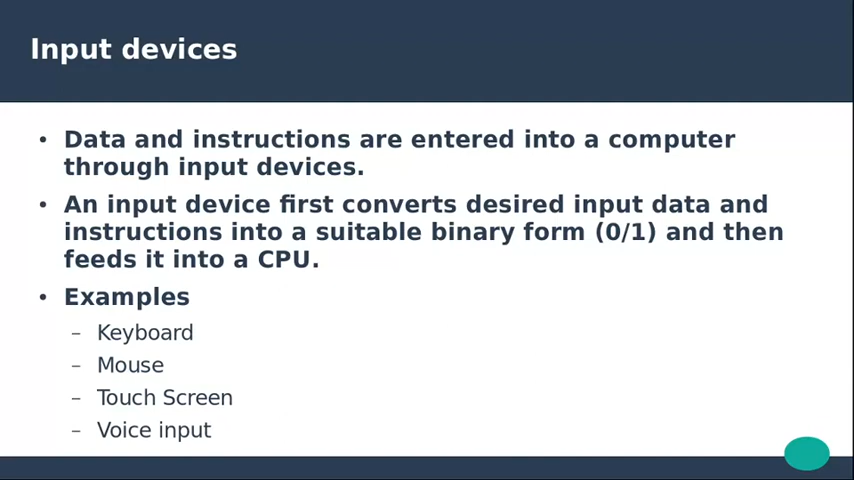 Input devices
• Data and instructions are entered into a computer
through input devices.
• An input device first converts desired input data and
instructions into a suitable binary form (0/1) and then
feeds it into a CPU.
• Examples
– Keyboard
– Mouse
– Touch Screen
– Voice input